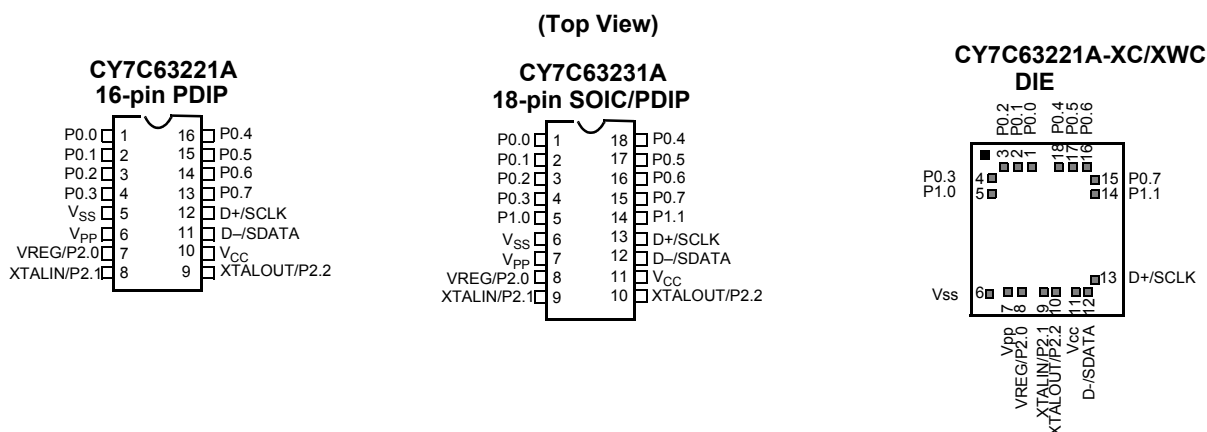 (Top View)
CY7C63221A
16-pin PDIP
P0.0 1 16 P0.4
P0.1 2 15 P0.5
P0.2 3 14 P0.6
P0.3 4 13 P0.7
VSS 5 12 D+/SCLK
VPP 6 11 D–/SDATA
VREG/P2.0 7 10 VCC
XTALIN/P2.1 8 9 XTALOUT/P2.2
CY7C63231A
18-pin SOIC/PDIP
P0.0 1 18 P0.4
P0.1 2 17 P0.5
P0.2 3 16 P0.6
P0.3 4 15 P0.7
P1.0 5 14 P1.1
VSS 6 13 D+/SCLK
VPP 7 12 D–/SDATA
VREG/P2.0 8 11 VCC
XTALIN/P2.1 9 10 XTALOUT/P2.2
CY7C63221A-XC/XWC
DIE
P0.2 P0.1 P0.0 P0.4 P0.5 P0.6
3 2 1 18 17 16
P0.3 4 15 P0.7
P1.0 5 14 P1.1
13 D+/SCLK
Vss 6
7 8 9 10 11 12
Vpp VREG/P2.0 XTALIN/P2.1 XTALOUT/P2.2 Vcc D-/SDATA